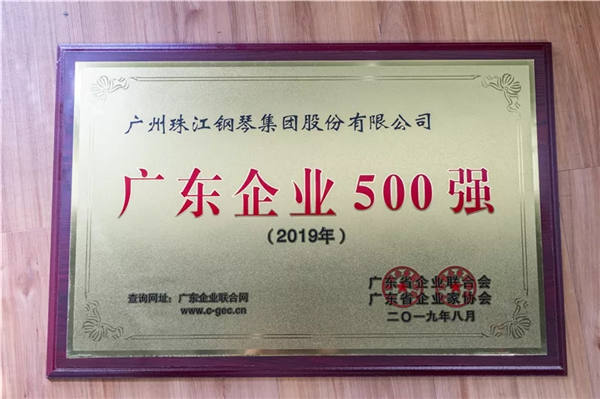 广州珠江钢琴集团股份有限公司
广东企业500强
（2019年）
广东省企业联合会
广东省企业家协会
二〇一九年八月
查询网址：广东企业联合网
www.c-gec.cn